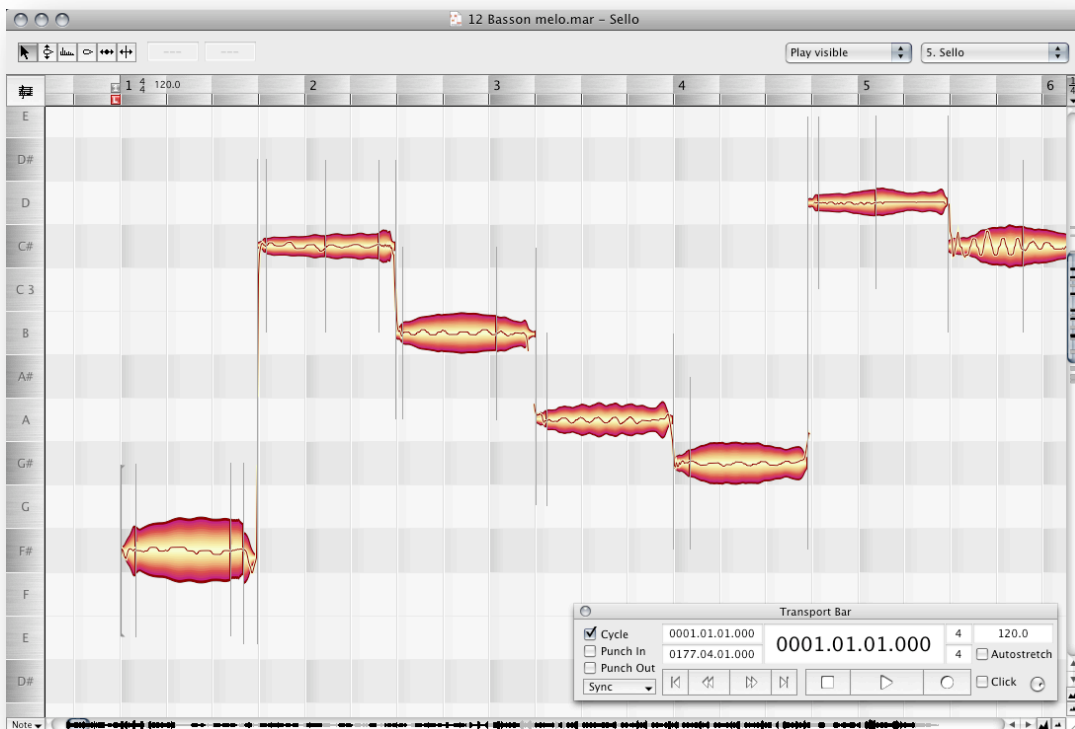 12 Basson melo.mar – Sello
--- ---
Play visible
5. Sello
1 4/4 120.0 2 3 4 5 6 1/4
E
D#
D
C#
C 3
B
A#
A
G#
G
F#
F
E
D#
Transport Bar
Cycle
Punch In
Punch Out
Sync
0001.01.01.000
0177.04.01.000
0001.01.01.000
4
4
120.0
Autostretch
Click
Note